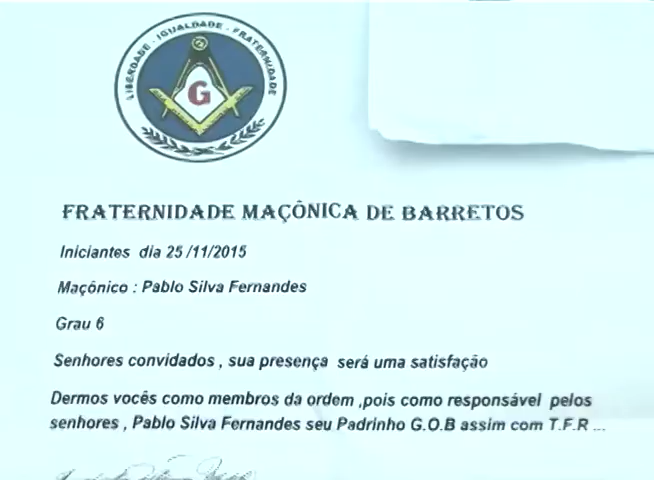 LIBERDADE - IGUALDADE - FRATERNIDADE
G
FRATERNIDADE MAÇÔNICA DE BARRETOS
Iniciantes dia 25 /11/2015
Maçônico : Pablo Silva Fernandes
Grau 6
Senhores convidados , sua presença será uma satisfação
Dermos vocês como membros da ordem ,pois como responsável pelos
senhores , Pablo Silva Fernandes seu Padrinho G.O.B assim com T.F.R ...